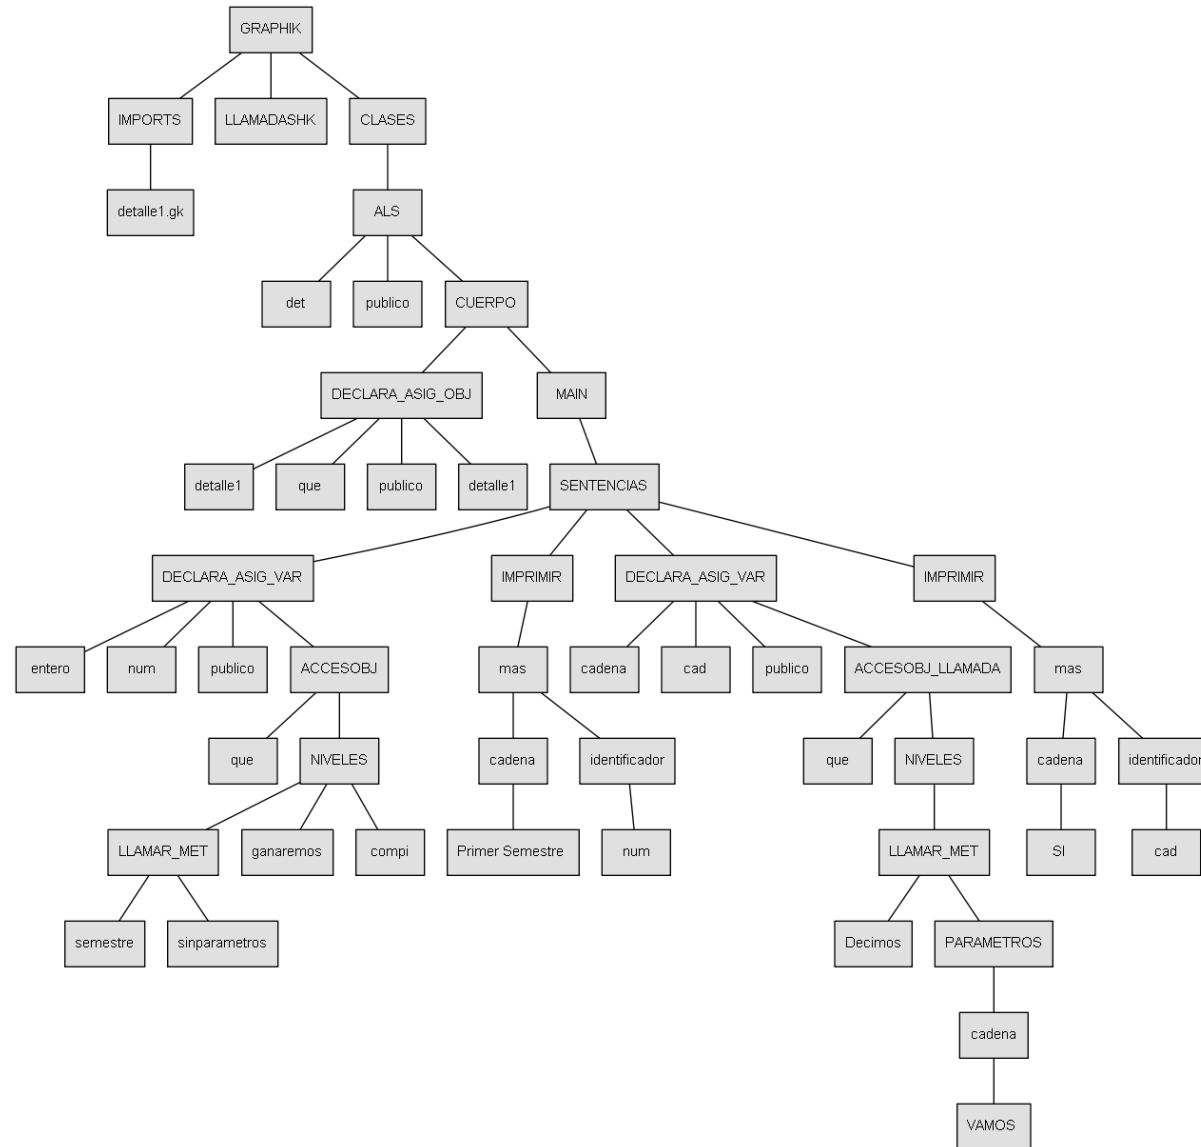 GRAPHIK
IMPORTS LLAMADASHK CLASES
detalle1.gk ALS
det publico CUERPO
DECLARA_ASIG_OBJ MAIN
detalle1 que publico detalle1 SENTENCIAS
DECLARA_ASIG_VAR IMPRIMIR DECLARA_ASIG_VAR IMPRIMIR
entero num publico ACCESOBJ mas cadena cad publico ACCESOBJ_LLAMADA mas
que NIVELES cadena identificador que NIVELES cadena identificador
LLAMAR_MET ganaremos compi Primer Semestre num LLAMAR_MET SI cad
semestre sinparametros Decimos PARAMETROS
cadena
VAMOS